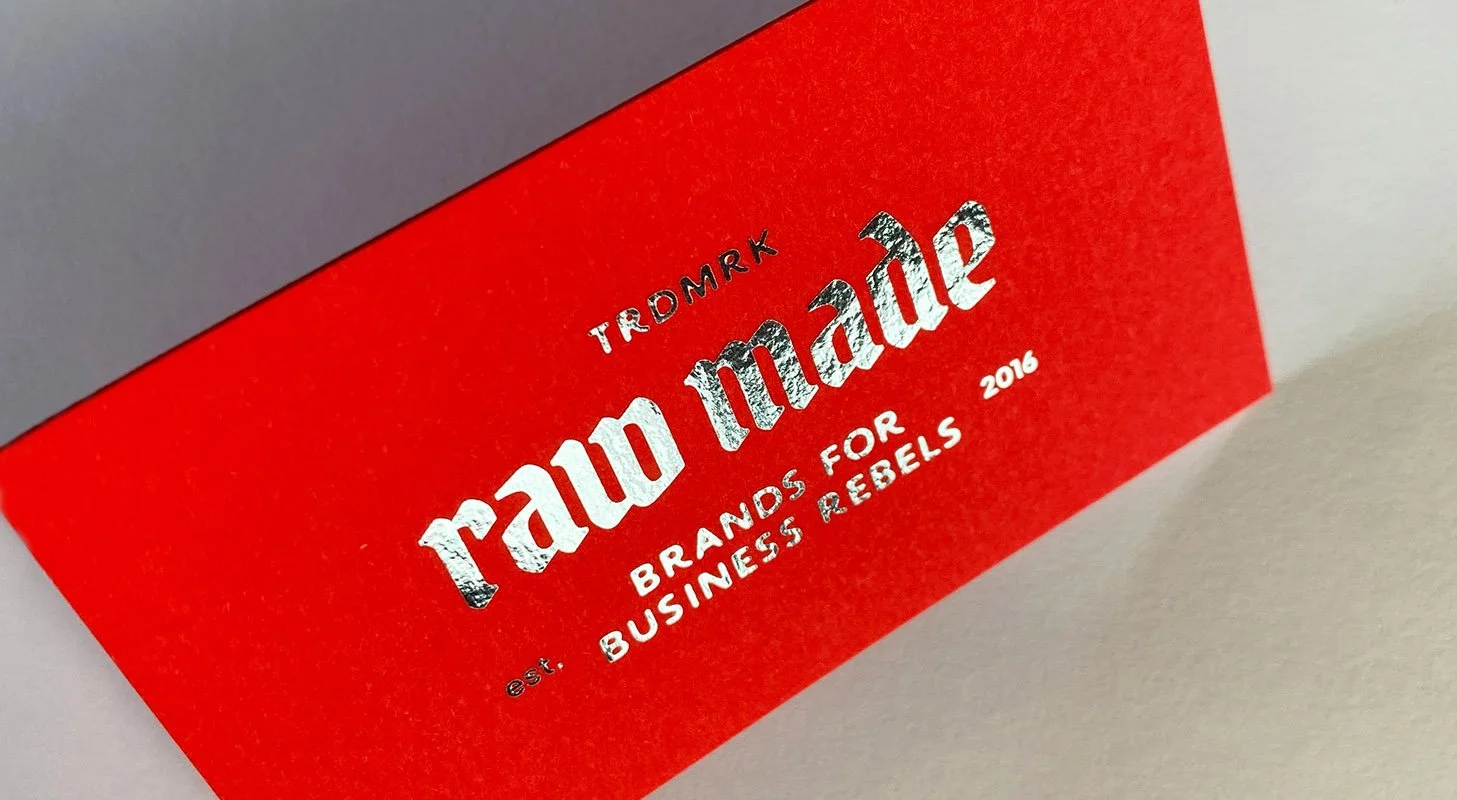 TRDMRK
raw made
BRANDS FOR
BUSINESS REBELS
est. 2016